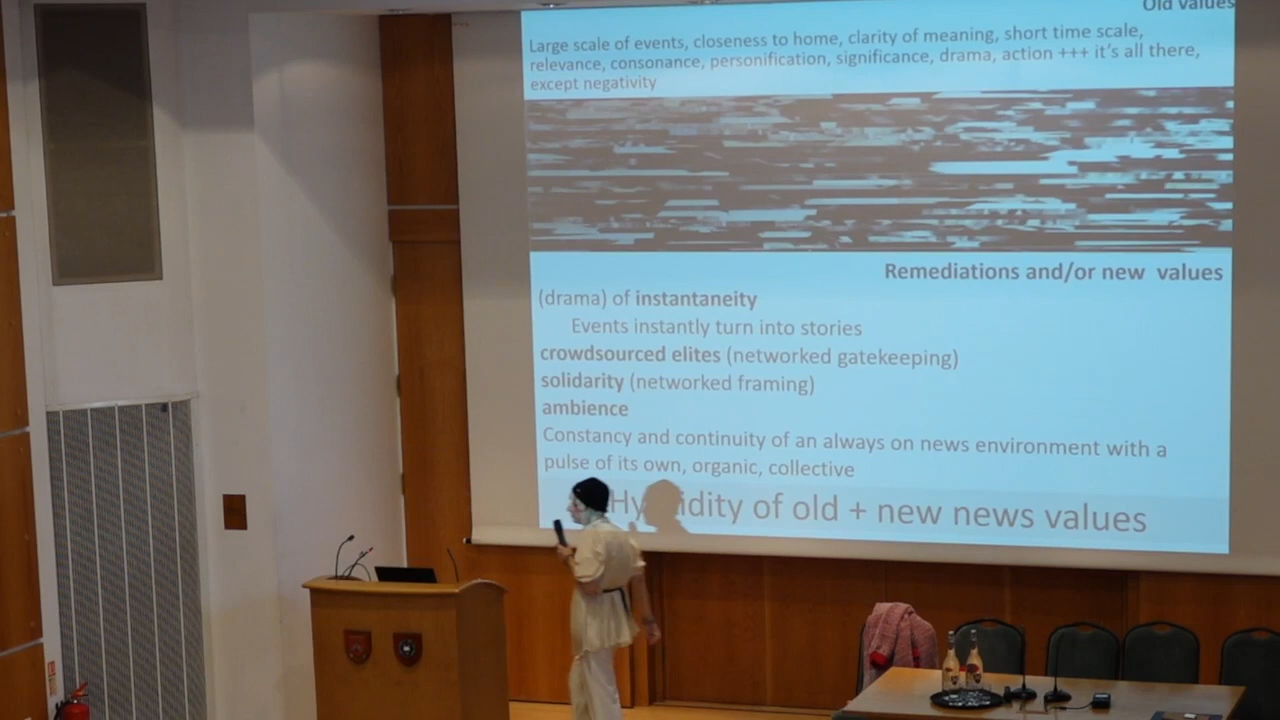 Old values
Large scale of events, closeness to home, clarity of meaning, short time scale,
relevance, consonance, personification, significance, drama, action +++ it's all there,
except negativity
Remediations and/or new values
(drama) of instantaneity
Events instantly turn into stories
crowdsourced elites (networked gatekeeping)
solidarity (networked framing)
ambience
Constancy and continuity of an always on news environment with a
pulse of its own, organic, collective
of old + new news values